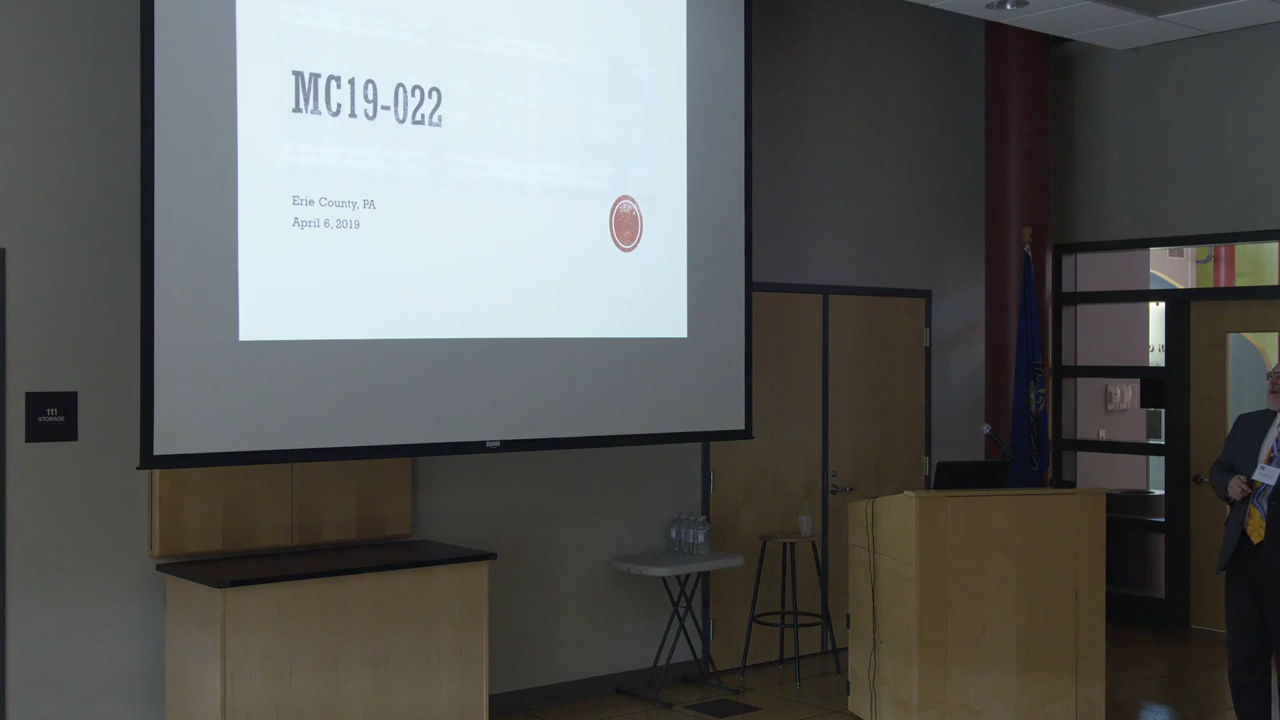 MC19-022
Erie County, PA
April 6, 2019
111
STORAGE